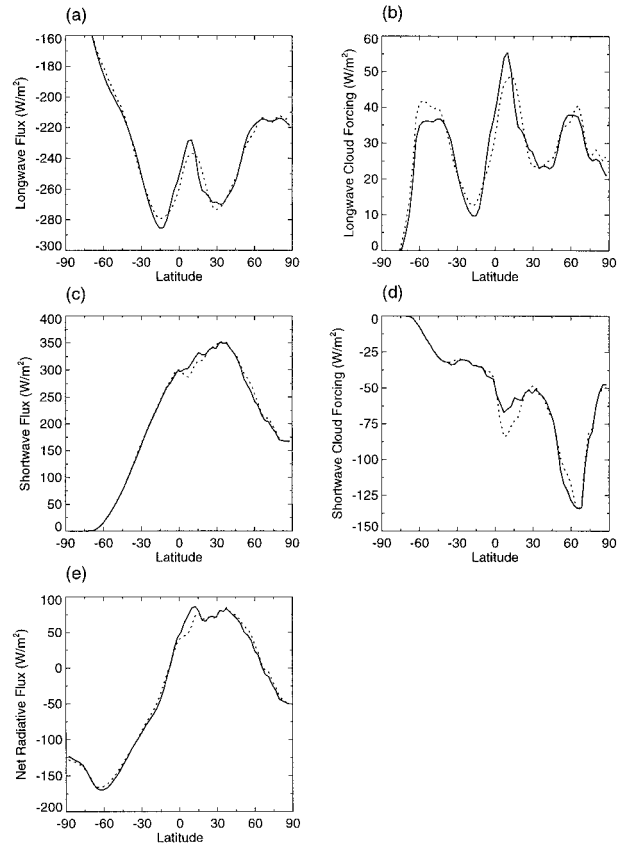 (a)
-160
-180
-200
-220
-240
-260
-280
-300
-90 -60 -30 0 30 60 90
Latitude
Longwave Flux (W/m²)
(b)
60
50
40
30
20
10
0
-90 -60 -30 0 30 60 90
Latitude
Longwave Cloud Forcing (W/m²)
(c)
400
350
300
250
200
150
100
50
0
-90 -60 -30 0 30 60 90
Latitude
Shortwave Flux (W/m²)
(d)
0
-25
-50
-75
-100
-125
-150
-90 -60 -30 0 30 60 90
Latitude
Shortwave Cloud Forcing (W/m²)
(e)
100
50
0
-50
-100
-150
-200
-90 -60 -30 0 30 60 90
Latitude
Net Radiative Flux (W/m²)